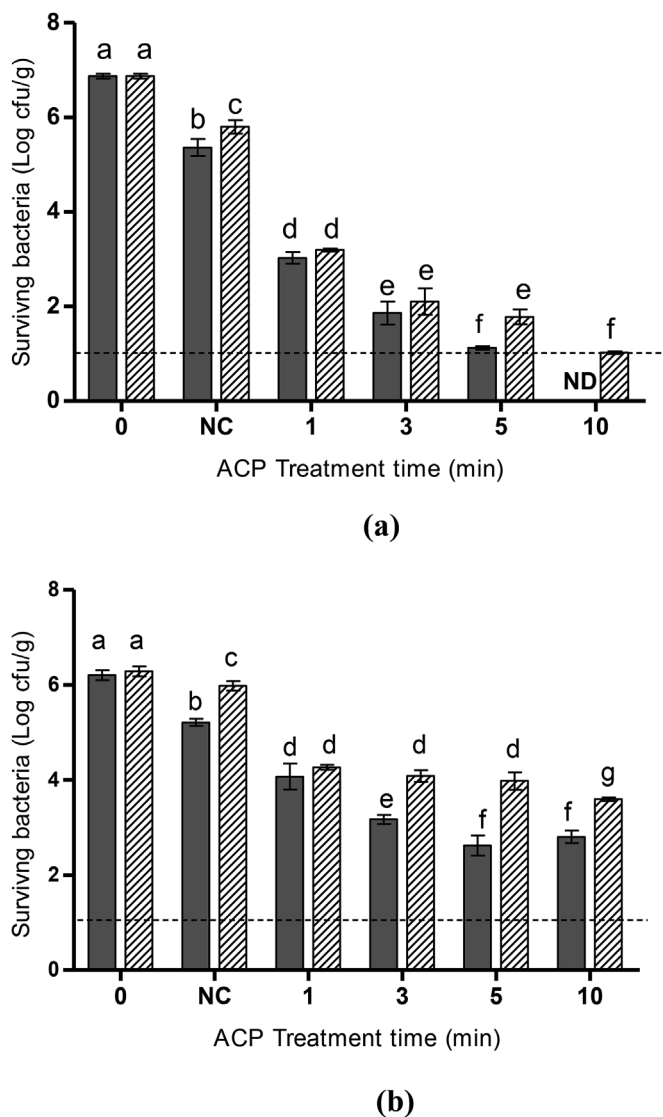 8
a a
c
b
6
d d
4
e e
e
f
2
f
ND
0
0 NC 1 3 5 10
Survivng bacteria (Log cfu/g)
ACP Treatment time (min)
(a)
8
a a
c
b
6
d d d d
g
e
f f
4
2
0
0 NC 1 3 5 10
Survivng bacteria (Log cfu/g)
ACP Treatment time (min)
(b)